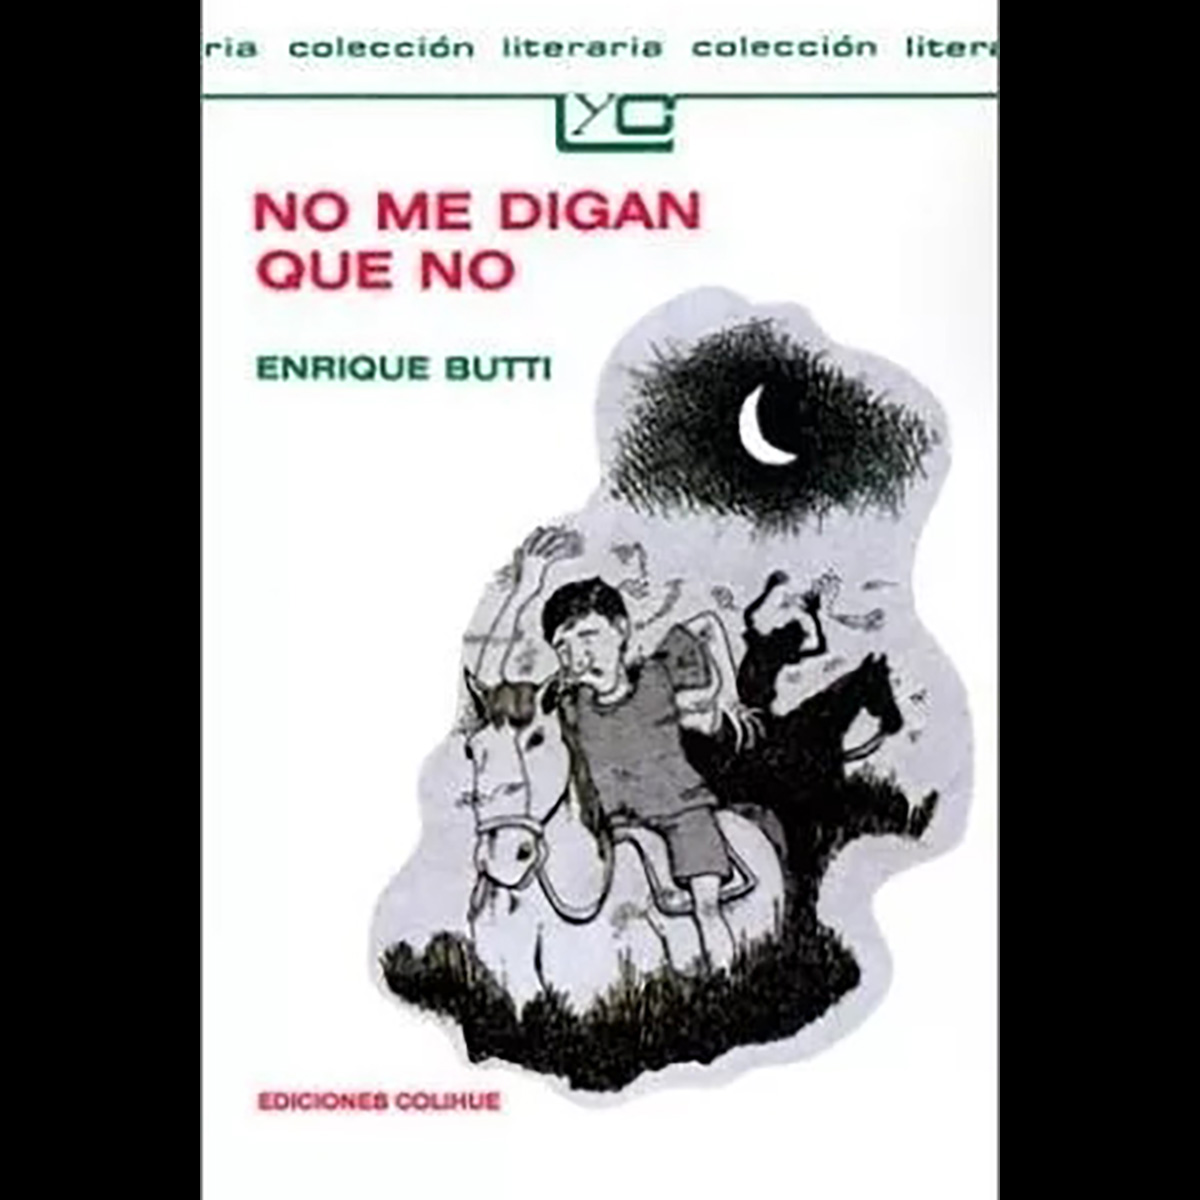 ria colección literaria colección litera
LyC
NO ME DIGAN
QUE NO
ENRIQUE BUTTI
EDICIONES COLIHUE